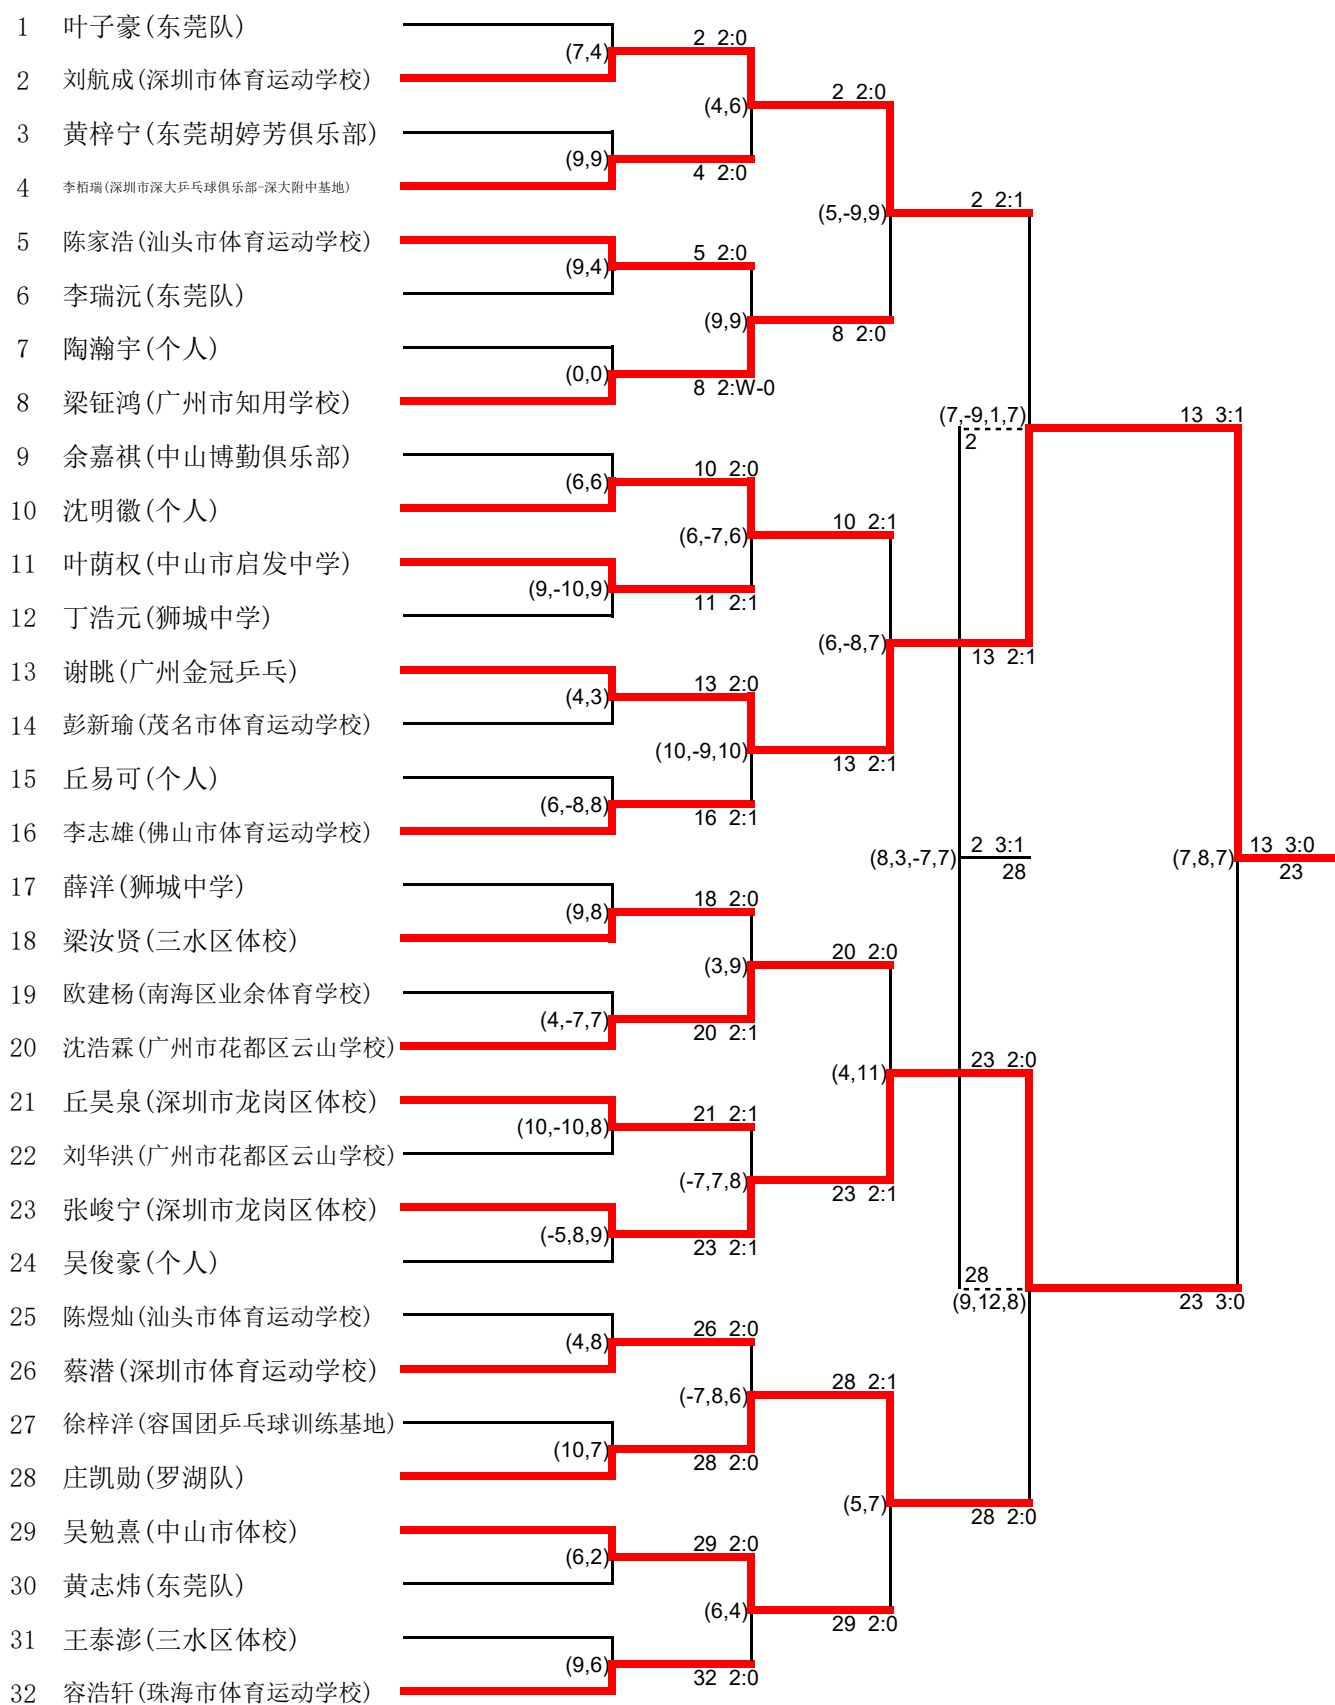 1 叶子豪(东莞队)
2 2:0
(7,4)
2 刘航成(深圳市体育运动学校)
2 2:0
(4,6)
3 黄梓宁(东莞胡婷芳俱乐部)
(9,9)
4 2:0
4 李栢瑞(深圳市深大乒乓球俱乐部-深大附中基地)
2 2:1
(5,-9,9)
5 陈家浩(汕头市体育运动学校)
5 2:0
(9,4)
6 李瑞沅(东莞队)
(9,9)
8 2:0
7 陶瀚宇(个人)
(0,0)
8 2:W-0
8 梁钲鸿(广州市知用学校)
(7,-9,1,7)
13 3:1
2
9 余嘉祺(中山博勤俱乐部)
10 2:0
(6,6)
10 沈明徽(个人)
10 2:1
(6,-7,6)
11 叶荫权(中山市启发中学)
(9,-10,9)
11 2:1
12 丁浩元(狮城中学)
(6,-8,7)
13 2:1
13 谢眺(广州金冠乒乓)
13 2:0
(4,3)
14 彭新瑜(茂名市体育运动学校)
(10,-9,10)
13 2:1
15 丘易可(个人)
(6,-8,8)
16 2:1
16 李志雄(佛山市体育运动学校)
2 3:1
13 3:0
(8,3,-7,7)
(7,8,7)
28
23
17 薛洋(狮城中学)
18 2:0
(9,8)
18 梁汝贤(三水区体校)
20 2:0
(3,9)
19 欧建杨(南海区业余体育学校)
(4,-7,7)
20 2:1
20 沈浩霖(广州市花都区云山学校)
23 2:0
(4,11)
21 丘昊泉(深圳市龙岗区体校)
21 2:1
(10,-10,8)
22 刘华洪(广州市花都区云山学校)
(-7,7,8)
23 2:1
23 张峻宁(深圳市龙岗区体校)
(-5,8,9)
23 2:1
24 吴俊豪(个人)
28
(9,12,8)
23 3:0
25 陈煜灿(汕头市体育运动学校)
26 2:0
(4,8)
26 蔡潜(深圳市体育运动学校)
28 2:1
(-7,8,6)
27 徐梓洋(容国团乒乓球训练基地)
(10,7)
28 2:0
28 庄凯勋(罗湖队)
(5,7)
28 2:0
29 吴勉熹(中山市体校)
29 2:0
(6,2)
30 黄志炜(东莞队)
(6,4)
29 2:0
31 王泰澎(三水区体校)
(9,6)
32 2:0
32 容浩轩(珠海市体育运动学校)